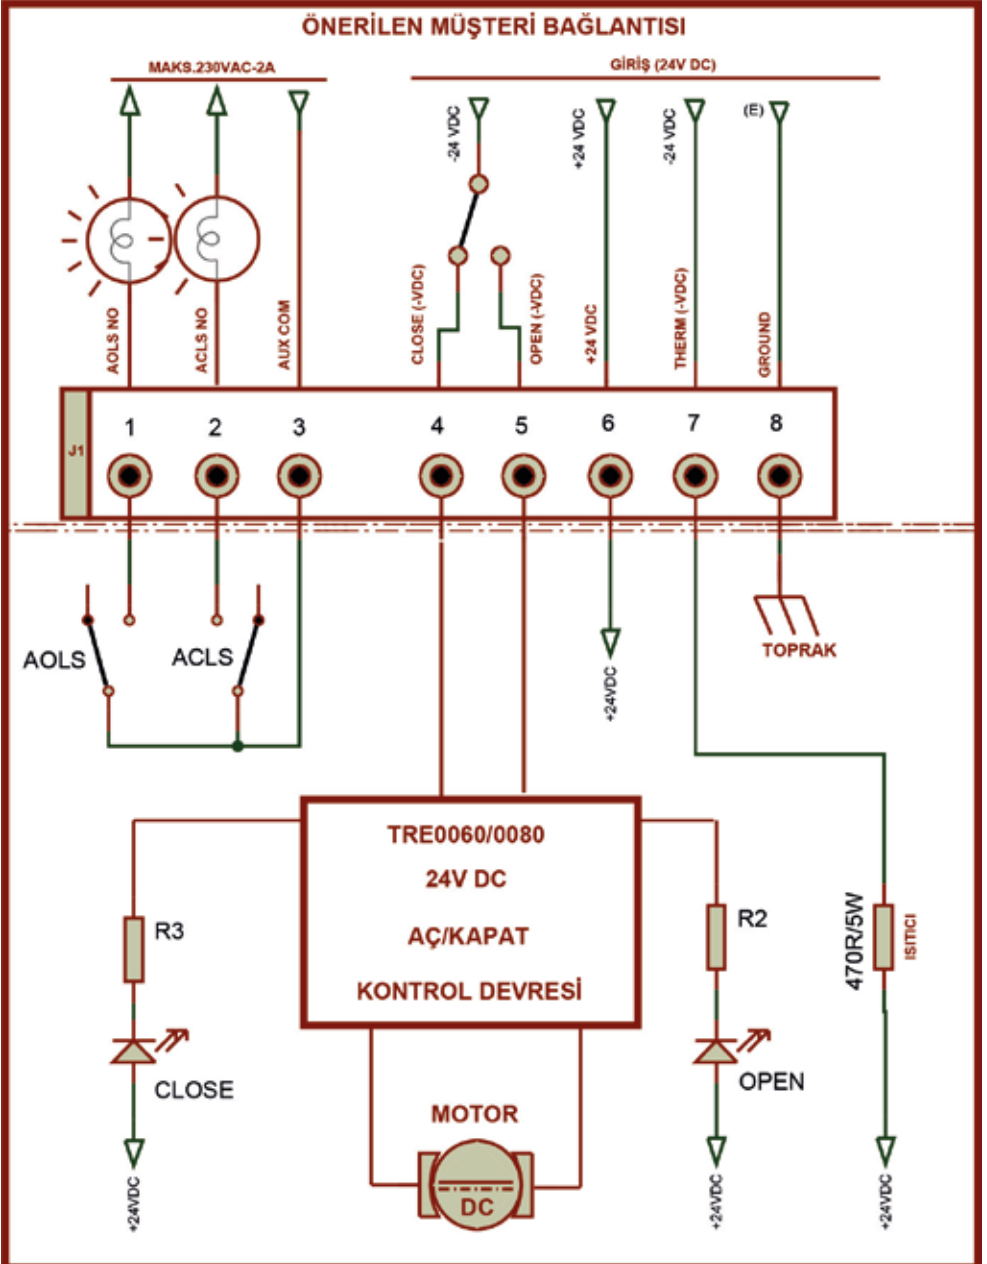 ÖNERİLEN MÜŞTERİ BAĞLANTISI
MAKS.230VAC-2A
GİRİŞ (24V DC)
-24 VDC
+24 VDC
-24 VDC
(E)
AOLS NO
ACLS NO
AUX COM
CLOSE (-VDC)
OPEN (-VDC)
+24 VDC
THERM (-VDC)
GROUND
J1
1
2
3
4
5
6
7
8
AOLS
ACLS
+24VDC
TOPRAK
TRE0060/0080
24V DC
AÇ/KAPAT
KONTROL DEVRESİ
R3
R2
470R/5W
ISITICI
CLOSE
OPEN
MOTOR
DC
+24VDC
+24VDC
+24VDC